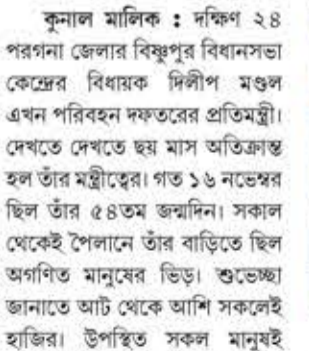 কুনাল মালিক : দক্ষিণ ২৪
পরগনা জেলার বিষ্ণুপুর বিধানসভা
কেন্দ্রের বিধায়ক দিলীপ মণ্ডল
এখন পরিবহন দফতরের প্রতিমন্ত্রী।
দেখতে দেখতে ছয় মাস অতিক্রান্ত
হল তাঁর মন্ত্রীত্বের। গত ১৬ নভেম্বর
ছিল তাঁর ৫৪তম জন্মদিন। সকাল
থেকেই পৈলানে তাঁর বাড়িতে ছিল
অগণিত মানুষের ভিড়। শুভেচ্ছা
জানাতে আট থেকে আশি সকলেই
হাজির। উপস্থিত সকল মানুষই